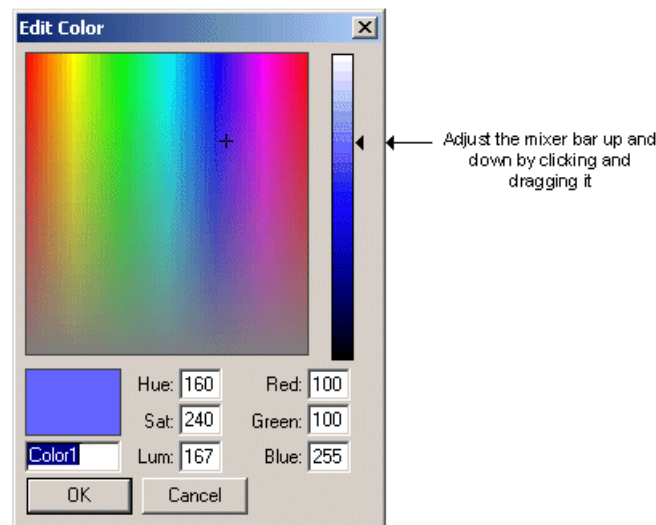 Edit Color
Adjust the mixer bar up and
down by clicking and
dragging it
Hue: 160 Red: 100
Sat: 240 Green: 100
Color1 Lum: 167 Blue: 255
OK Cancel